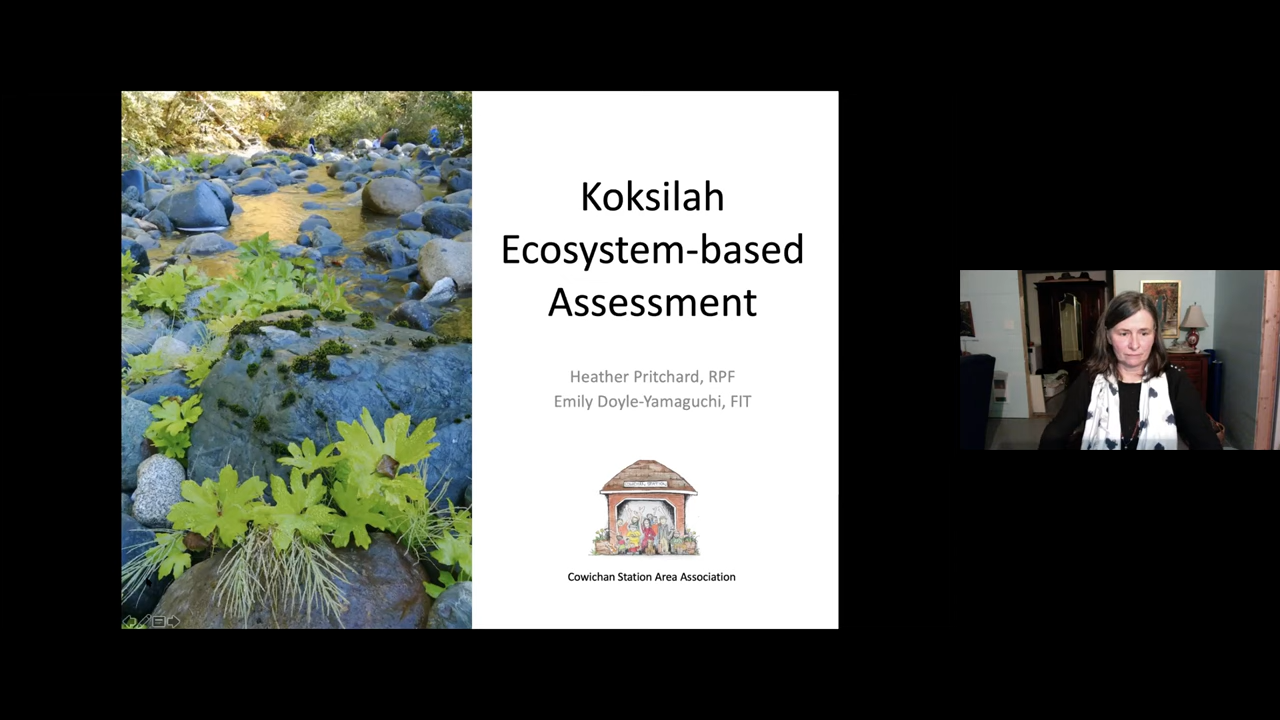 Koksilah
Ecosystem-based
Assessment
Heather Pritchard, RPF
Emily Doyle-Yamaguchi, FIT
Cowichan Station Area Association